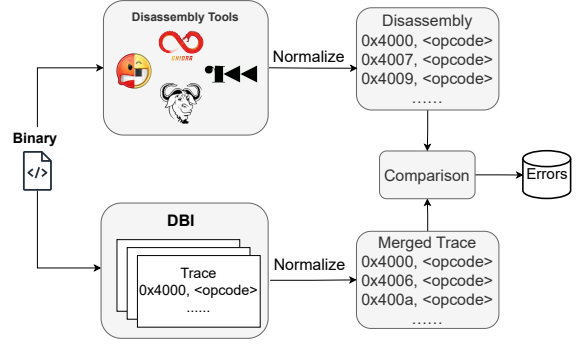 Disassembly Tools
GHIDRA
Normalize
Disassembly
0x4000, <opcode>
0x4007, <opcode>
0x4009, <opcode>
......
Binary
</>
Comparison
Errors
DBI
Trace
0x4000, <opcode>
......
Normalize
Merged Trace
0x4000, <opcode>
0x4006, <opcode>
0x400a, <opcode>
......